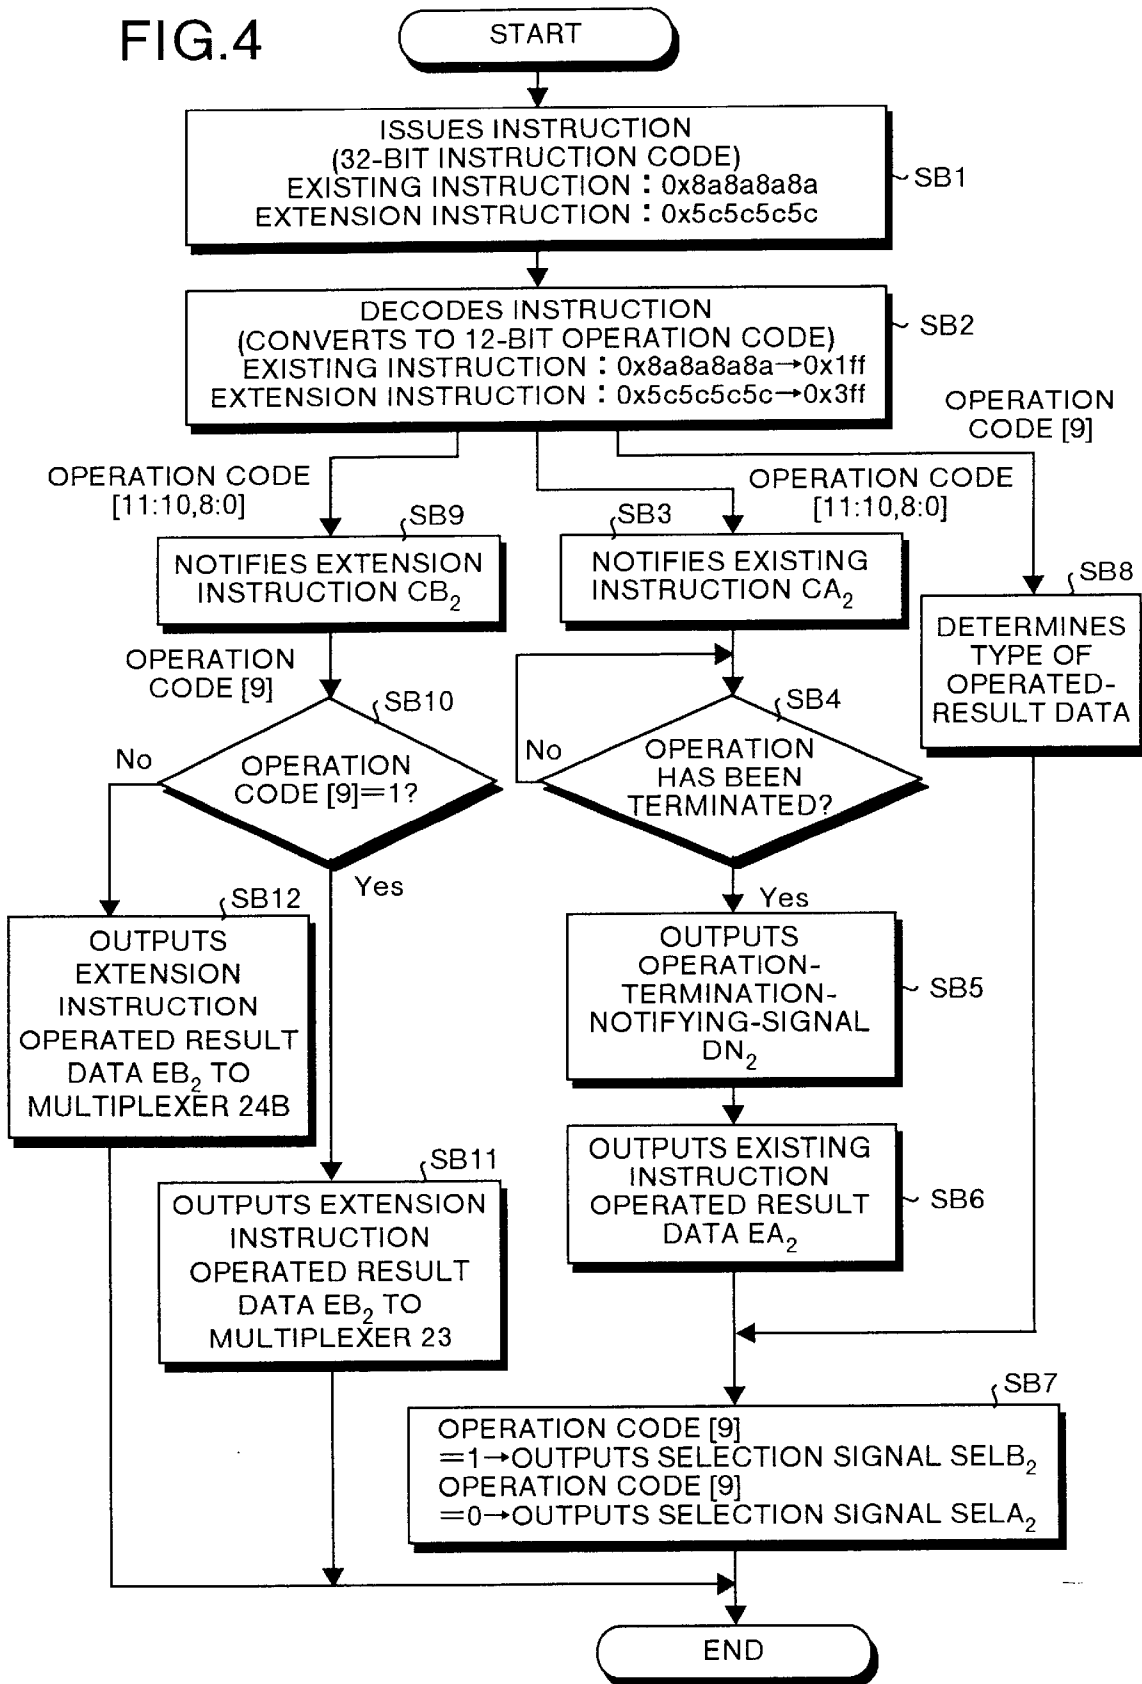 FIG.4
START
ISSUES INSTRUCTION
(32-BIT INSTRUCTION CODE)
EXISTING INSTRUCTION : 0x8a8a8a8a
EXTENSION INSTRUCTION : 0x5c5c5c5c
SB1
DECODES INSTRUCTION
(CONVERTS TO 12-BIT OPERATION CODE)
EXISTING INSTRUCTION : 0x8a8a8a8a→0x1ff
EXTENSION INSTRUCTION : 0x5c5c5c5c→0x3ff
SB2
OPERATION
CODE [9]
OPERATION CODE
[11:10,8:0]
OPERATION CODE
[11:10,8:0]
SB9
NOTIFIES EXTENSION
INSTRUCTION CB₂
SB3
NOTIFIES EXISTING
INSTRUCTION CA₂
SB8
DETERMINES
TYPE OF
OPERATED-
RESULT DATA
OPERATION
CODE [9]
SB10
No
OPERATION
CODE [9]=1?
Yes
SB4
No
OPERATION
HAS BEEN
TERMINATED?
Yes
SB12
OUTPUTS
EXTENSION
INSTRUCTION
OPERATED RESULT
DATA EB₂ TO
MULTIPLEXER 24B
OUTPUTS
OPERATION-
TERMINATION-
NOTIFYING-SIGNAL
DN₂
SB5
SB11
OUTPUTS EXTENSION
INSTRUCTION
OPERATED RESULT
DATA EB₂ TO
MULTIPLEXER 23
OUTPUTS EXISTING
INSTRUCTION
OPERATED RESULT
DATA EA₂
SB6
SB7
OPERATION CODE [9]
=1→OUTPUTS SELECTION SIGNAL SELB₂
OPERATION CODE [9]
=0→OUTPUTS SELECTION SIGNAL SELA₂
END